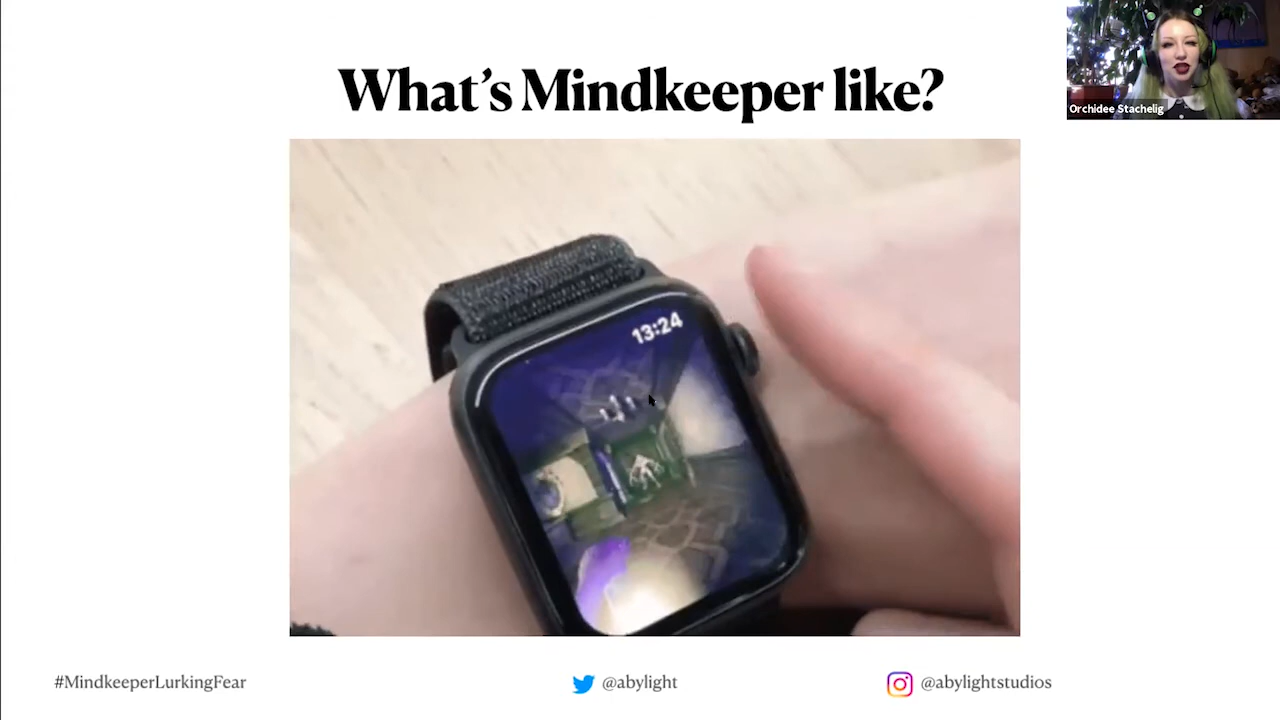 What's Mindkeeper like?
Orchidee Stachelig
13:24
#MindkeeperLurkingFear
@abylight
@abylightstudios